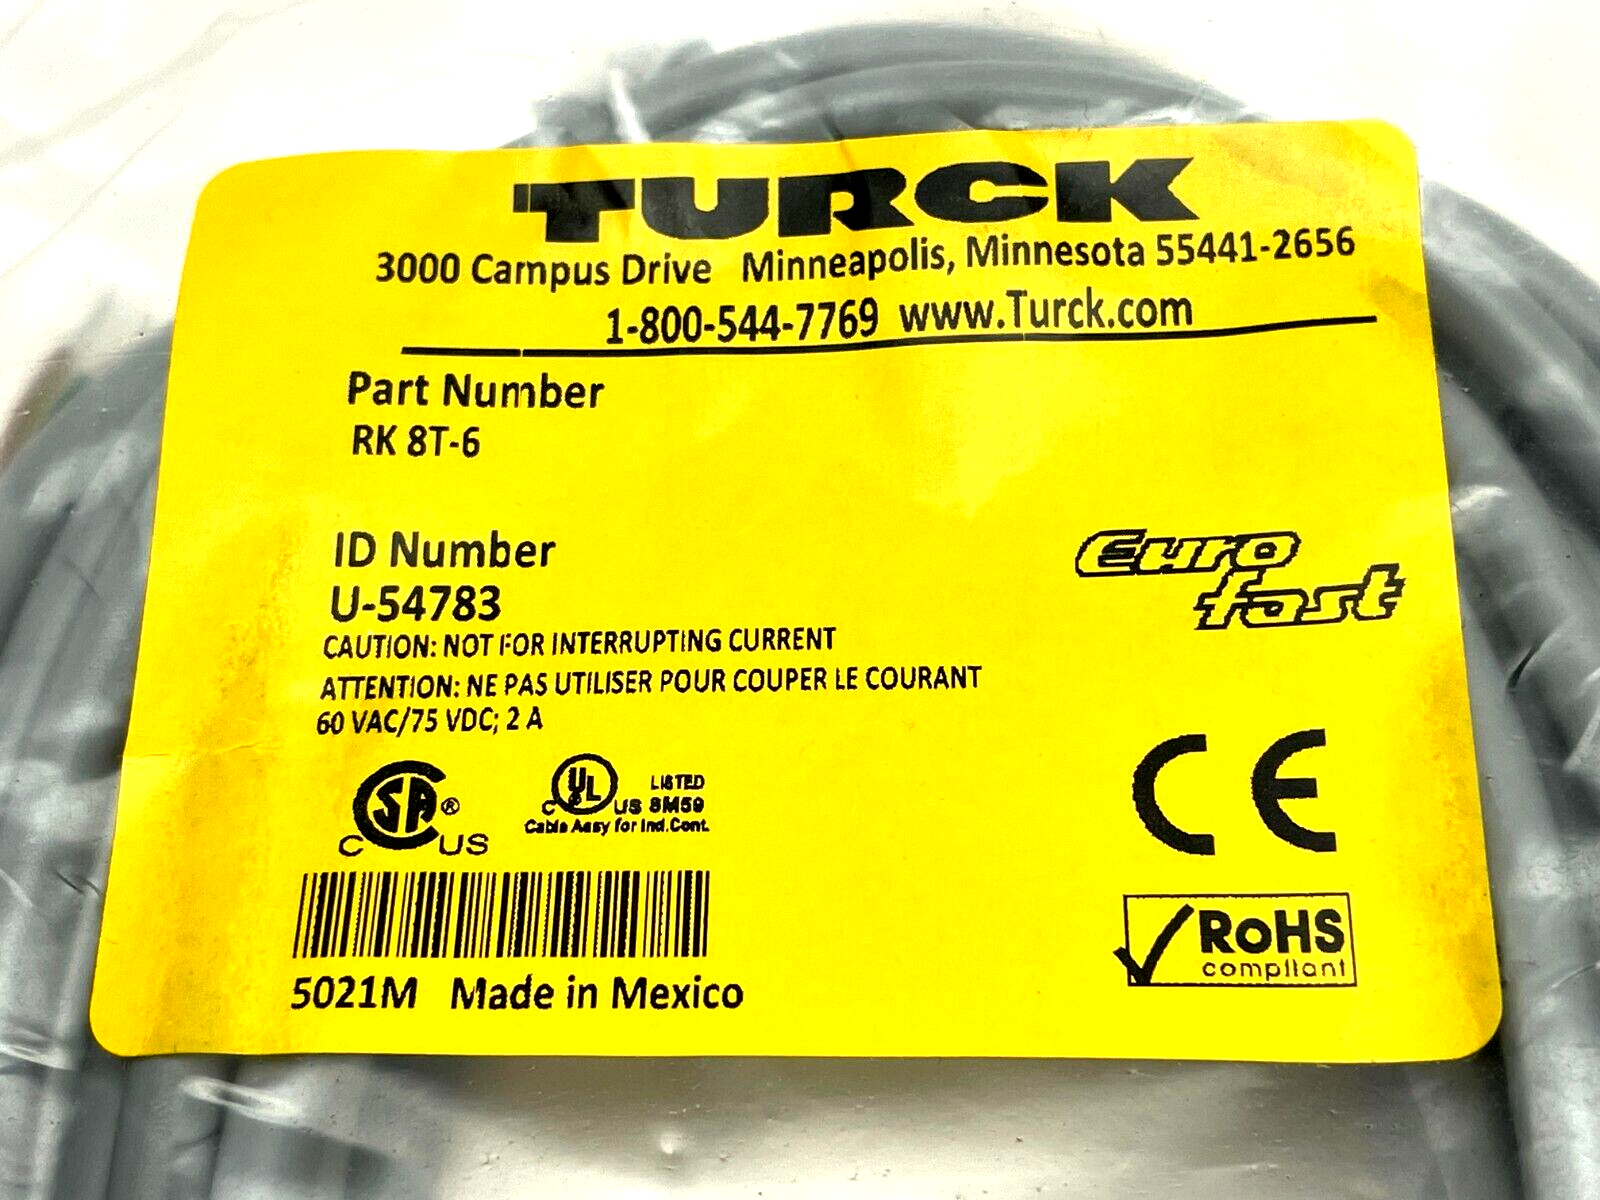 TURCK
3000 Campus Drive Minneapolis, Minnesota 55441-2656
1-800-544-7769 www.Turck.com
Part Number
RK 8T-6
ID Number
U-54783
Euro
fast
CAUTION: NOT FOR INTERRUPTING CURRENT
ATTENTION: NE PAS UTILISER POUR COUPER LE COURANT
60 VAC/75 VDC; 2 A
C SA ® US
C UL US LISTED 8M59
Cable Assy for Ind.Cont.
CE
RoHS
compliant
5021M Made in Mexico